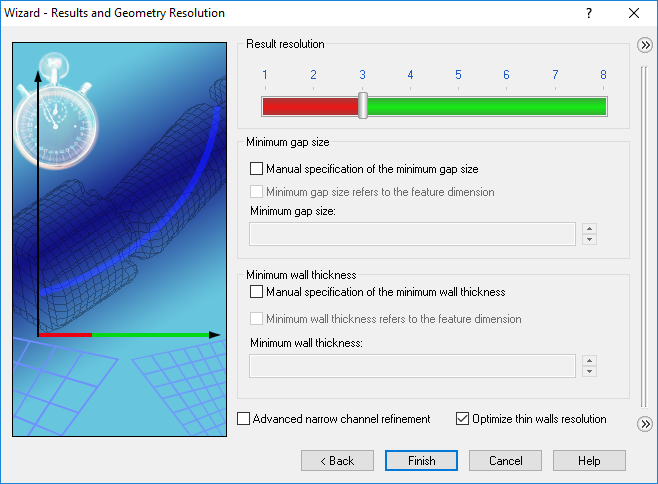 Wizard - Results and Geometry Resolution
?
Result resolution
1 2 3 4 5 6 7 8
Minimum gap size
Manual specification of the minimum gap size
Minimum gap size refers to the feature dimension
Minimum gap size:
Minimum wall thickness
Manual specification of the minimum wall thickness
Minimum wall thickness refers to the feature dimension
Minimum wall thickness:
Advanced narrow channel refinement Optimize thin walls resolution
< Back Finish Cancel Help